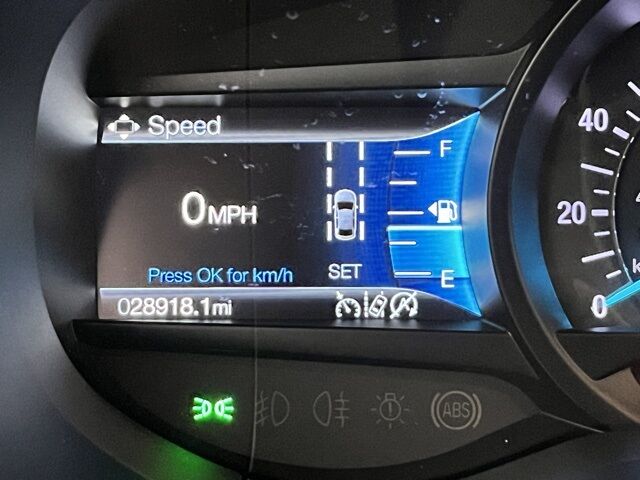 Speed
F
0MPH
Press OK for km/h
SET
E
028918.1mi
ABS
40
20
0